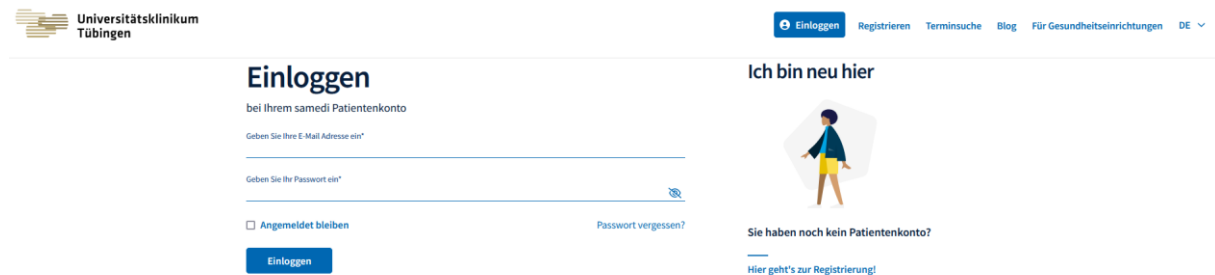 Universitätsklinikum
Tübingen
Einloggen
Registrieren
Terminsuche
Blog
Für Gesundheitseinrichtungen
DE
Einloggen
bei Ihrem samedi Patientenkonto
Geben Sie Ihre E-Mail Adresse ein*
Geben Sie Ihr Passwort ein*
Angemeldet bleiben
Passwort vergessen?
Einloggen
Ich bin neu hier
Sie haben noch kein Patientenkonto?
Hier geht's zur Registrierung!